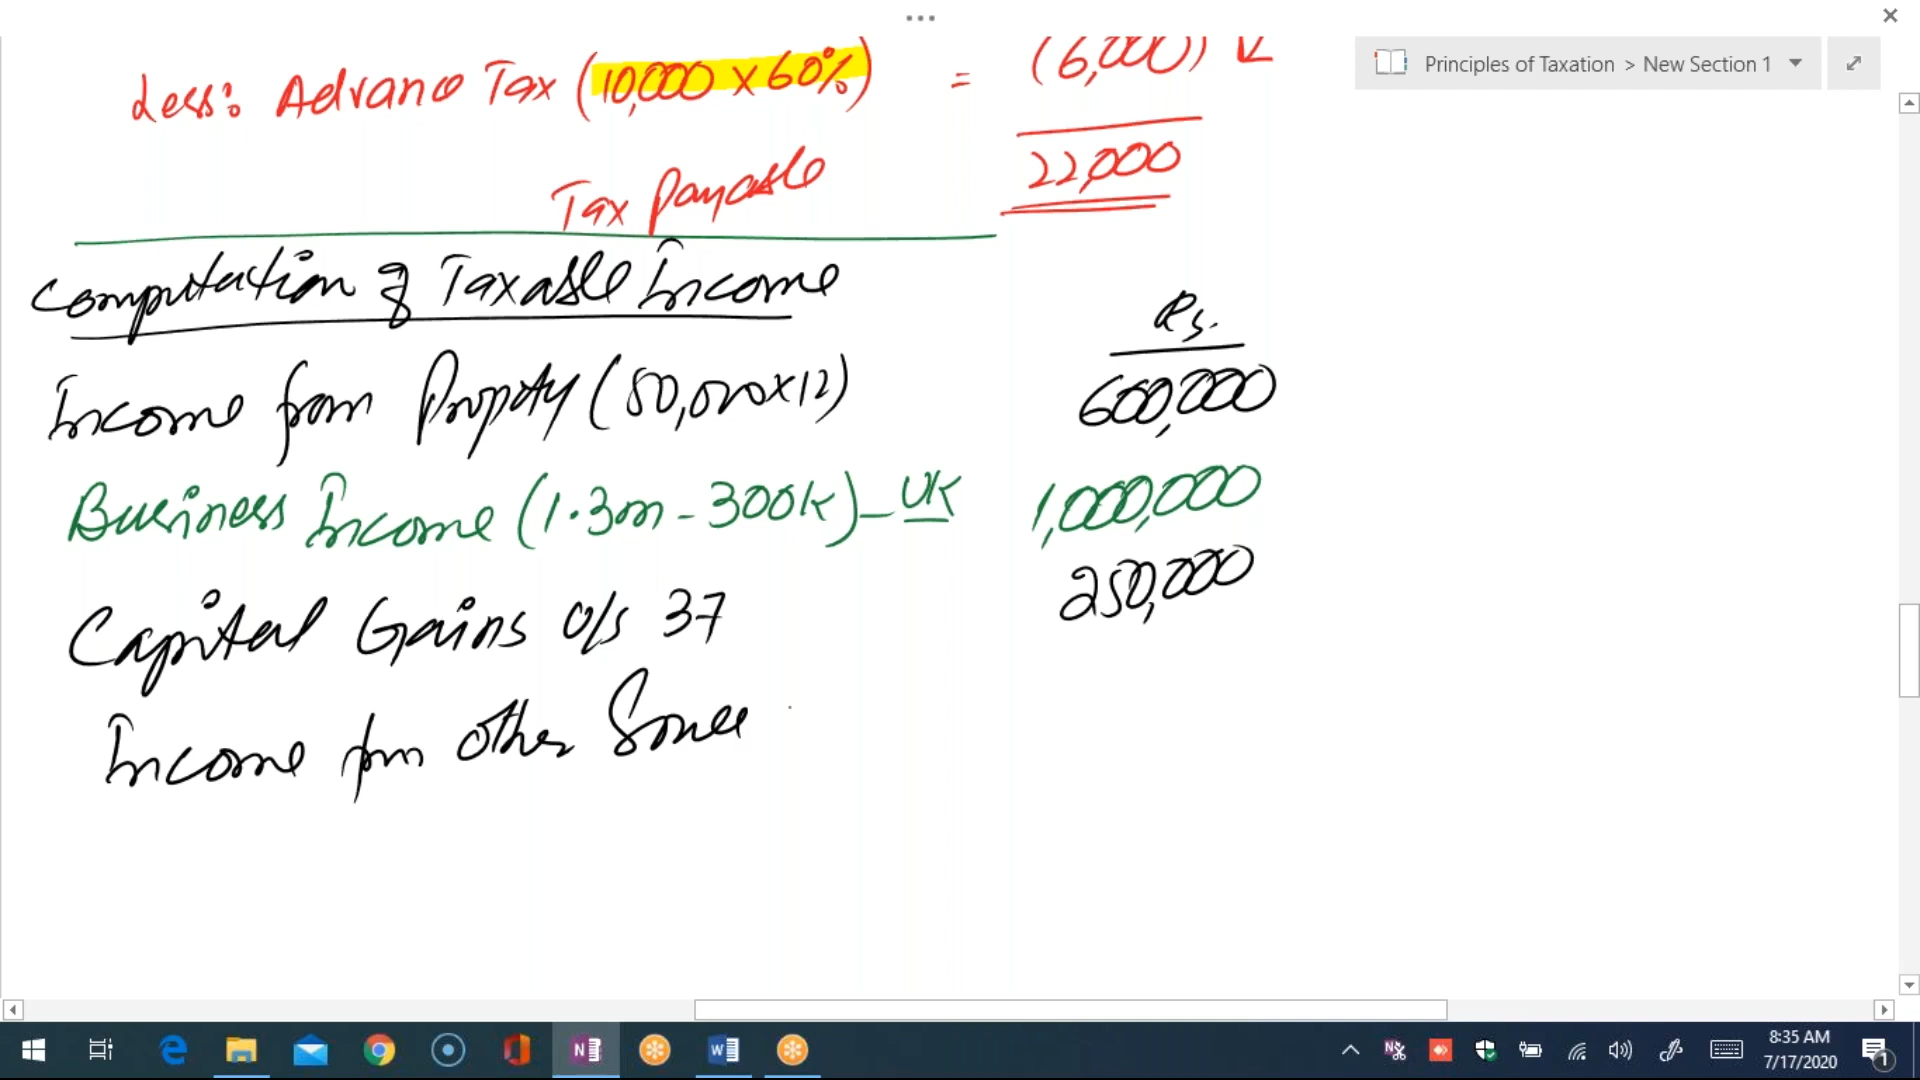 Less: Advance Tax (10,000 x 60%) = (6,000)
Principles of Taxation > New Section 1
Tax Payable 22,000
Computation of Taxable Income
Rs.
Income from Property (50,000x12) 600,000
Business Income (1.3m - 300k) - UK 1,000,000
Capital Gains u/s 37 250,000
Income from Other Source
8:35 AM
7/17/2020
1